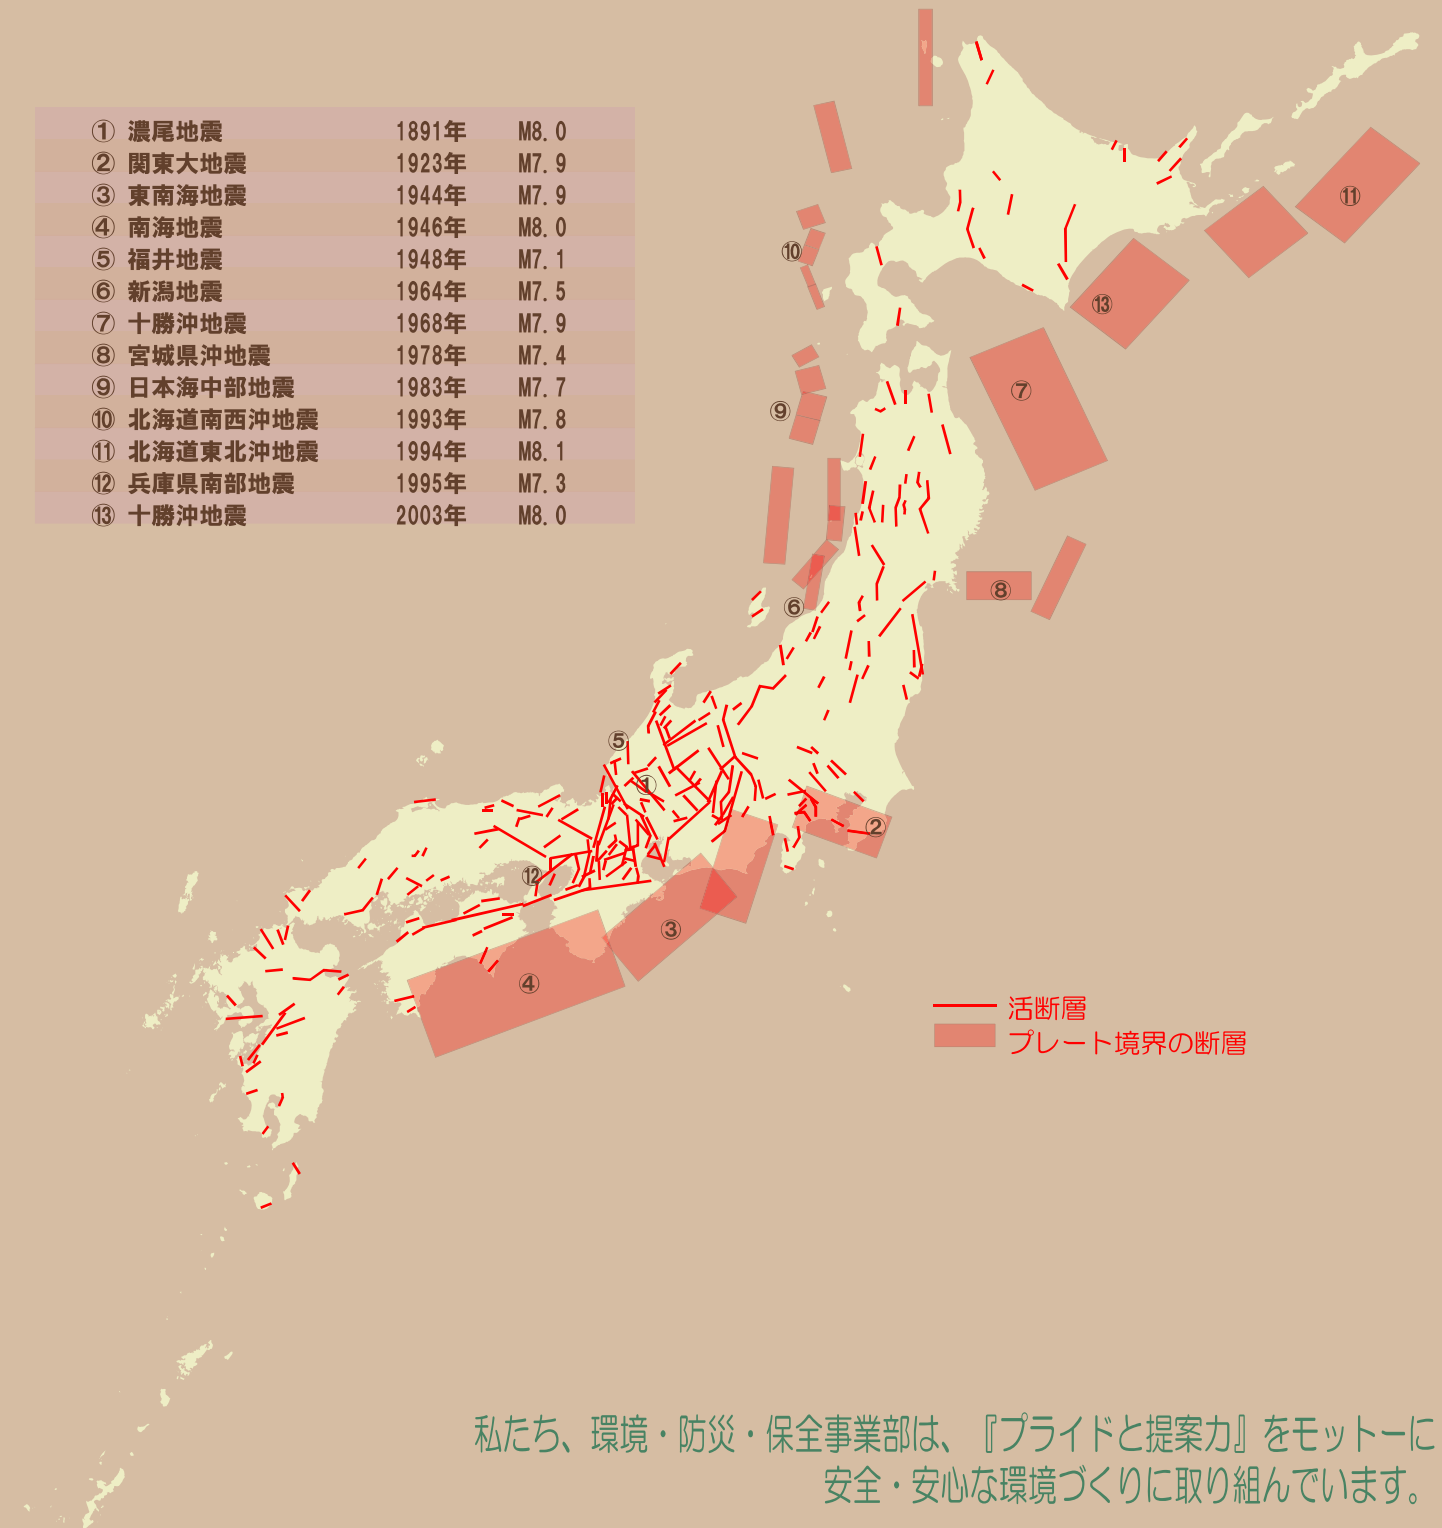 ① 濃尾地震 1891年 M8.0
② 関東大地震 1923年 M7.9
③ 東南海地震 1944年 M7.9
④ 南海地震 1946年 M8.0
⑤ 福井地震 1948年 M7.1
⑥ 新潟地震 1964年 M7.5
⑦ 十勝沖地震 1968年 M7.9
⑧ 宮城県沖地震 1978年 M7.4
⑨ 日本海中部地震 1983年 M7.7
⑩ 北海道南西沖地震 1993年 M7.8
⑪ 北海道東北沖地震 1994年 M8.1
⑫ 兵庫県南部地震 1995年 M7.3
⑬ 十勝沖地震 2003年 M8.0
⑪
⑩
⑬
⑦
⑨
⑧
⑥
⑤
①
②
⑫
③
④
活断層
プレート境界の断層
私たち、環境・防災・保全事業部は、『プライドと提案力』をモットーに
安全・安心な環境づくりに取り組んでいます。